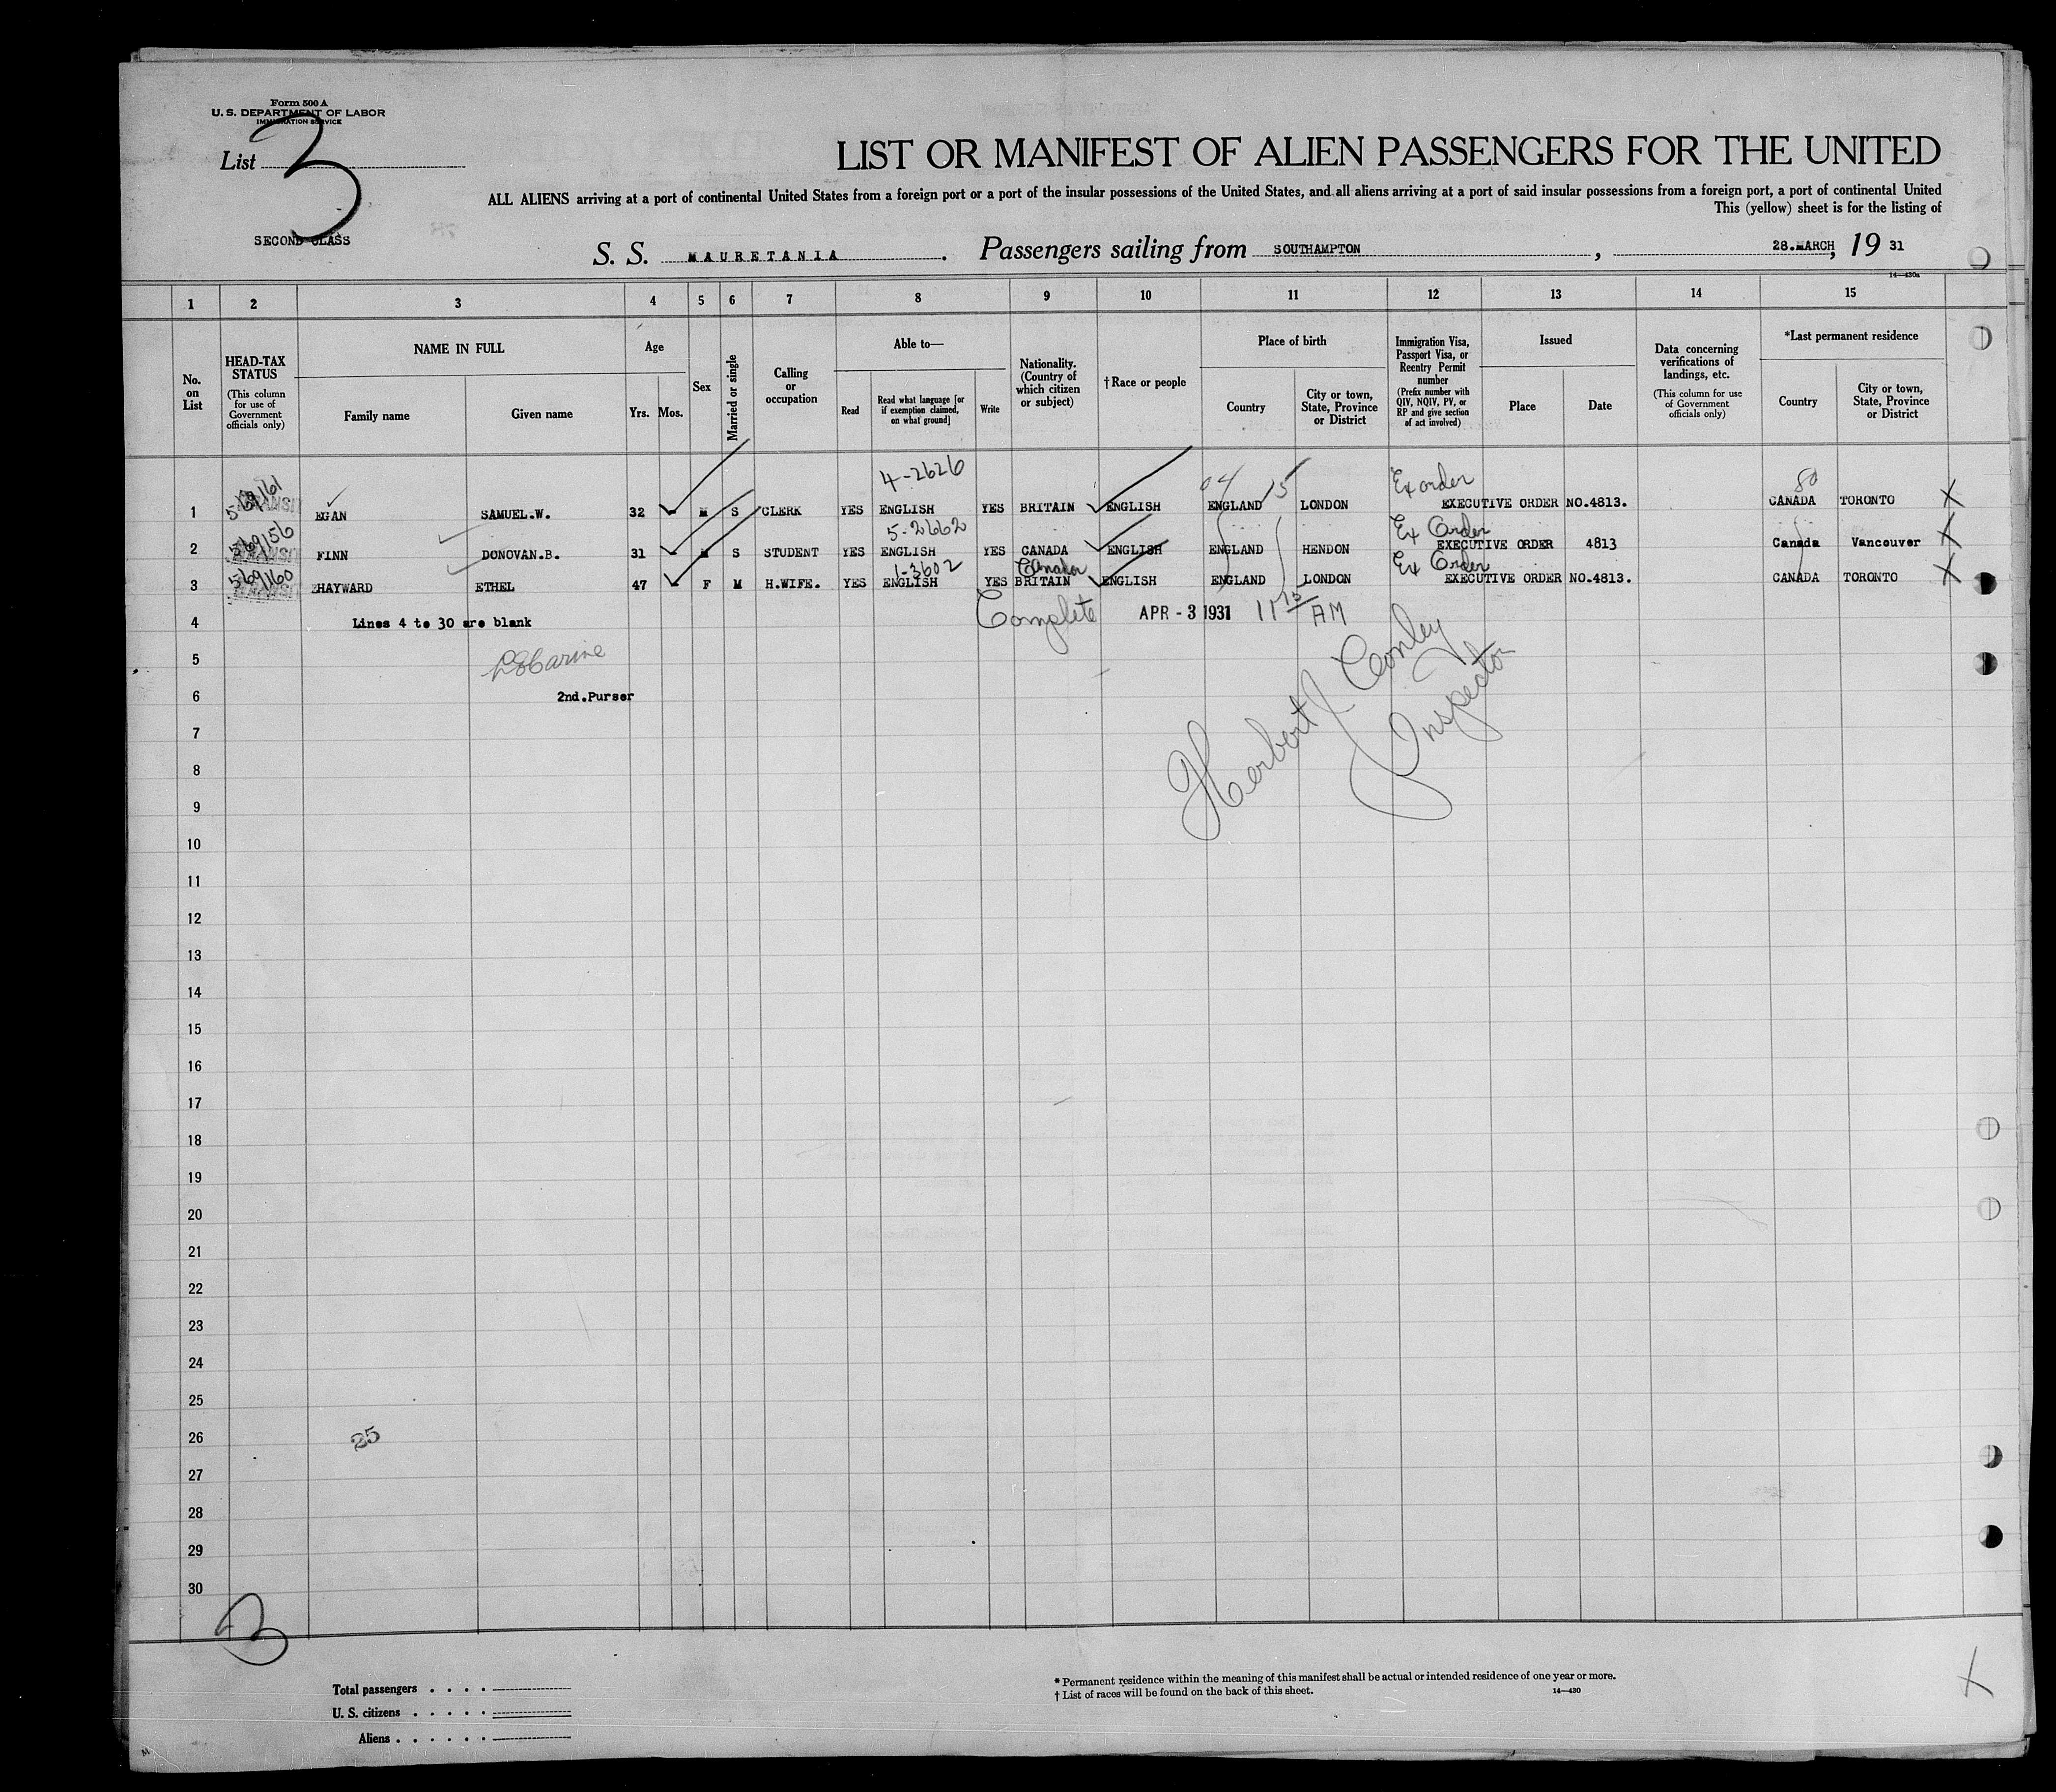 Form 500 A
U. S. DEPARTMENT OF LABOR
IMMIGRATION SERVICE
List 3
LIST OR MANIFEST OF ALIEN PASSENGERS FOR THE UNITED
ALL ALIENS arriving at a port of continental United States from a foreign port or a port of the insular possessions of the United States, and all aliens arriving at a port of said insular possessions from a foreign port, a port of continental United
This (yellow) sheet is for the listing of
SECOND CLASS
S. S. MAURETANIA. Passengers sailing from SOUTHAMPTON, 28.MARCH, 19 31
14—430a
1 2 3 4 5 6 7 8 9 10 11 12 13 14 15
No. on List
HEAD-TAX STATUS
(This column for use of Government officials only)
NAME IN FULL
Family name
Given name
Age
Yrs. Mos.
Sex
Married or single
Calling or occupation
Able to—
Read
Read what language [or if exemption claimed, on what ground]
Write
Nationality. (Country of which citizen or subject)
†Race or people
Place of birth
Country
City or town, State, Province or District
Immigration Visa, Passport Visa, or Reentry Permit number
(Prefix number with QIV, NQIV, PV, or RP and give section of act involved)
Issued
Place
Date
Data concerning verifications of landings, etc.
(This column for use of Government officials only)
*Last permanent residence
Country
City or town, State, Province or District
4-2626 04 15 Ex order 80
1 569161 EGAN SAMUEL.W. 32 M S CLERK YES ENGLISH YES BRITAIN ENGLISH ENGLAND LONDON EXECUTIVE ORDER NO.4813. CANADA TORONTO X
5-2662 Ex Order
2 569156 FINN DONOVAN.B. 31 M S STUDENT YES ENGLISH YES CANADA ENGLISH ENGLAND HENDON EXECUTIVE ORDER 4813 Canada Vancouver X
1-3602 Canada Ex Order
3 569160 HAYWARD ETHEL 47 F M H.WIFE. YES ENGLISH YES BRITAIN ENGLISH ENGLAND LONDON EXECUTIVE ORDER NO.4813. CANADA TORONTO X
4 Lines 4 to 30 are blank Complete APR - 3 1931 11 15 AM
5
6 2nd.Purser
Herbert J Conley
Inspector
7
8
9
10
11
12
13
14
15
16
17
18
19
20
21
22
23
24
25
26 25
27
28
29
30
3
Total passengers . . . .
U. S. citizens . . . . .
Aliens . . . . . .
* Permanent residence within the meaning of this manifest shall be actual or intended residence of one year or more.
† List of races will be found on the back of this sheet.
14—430
X